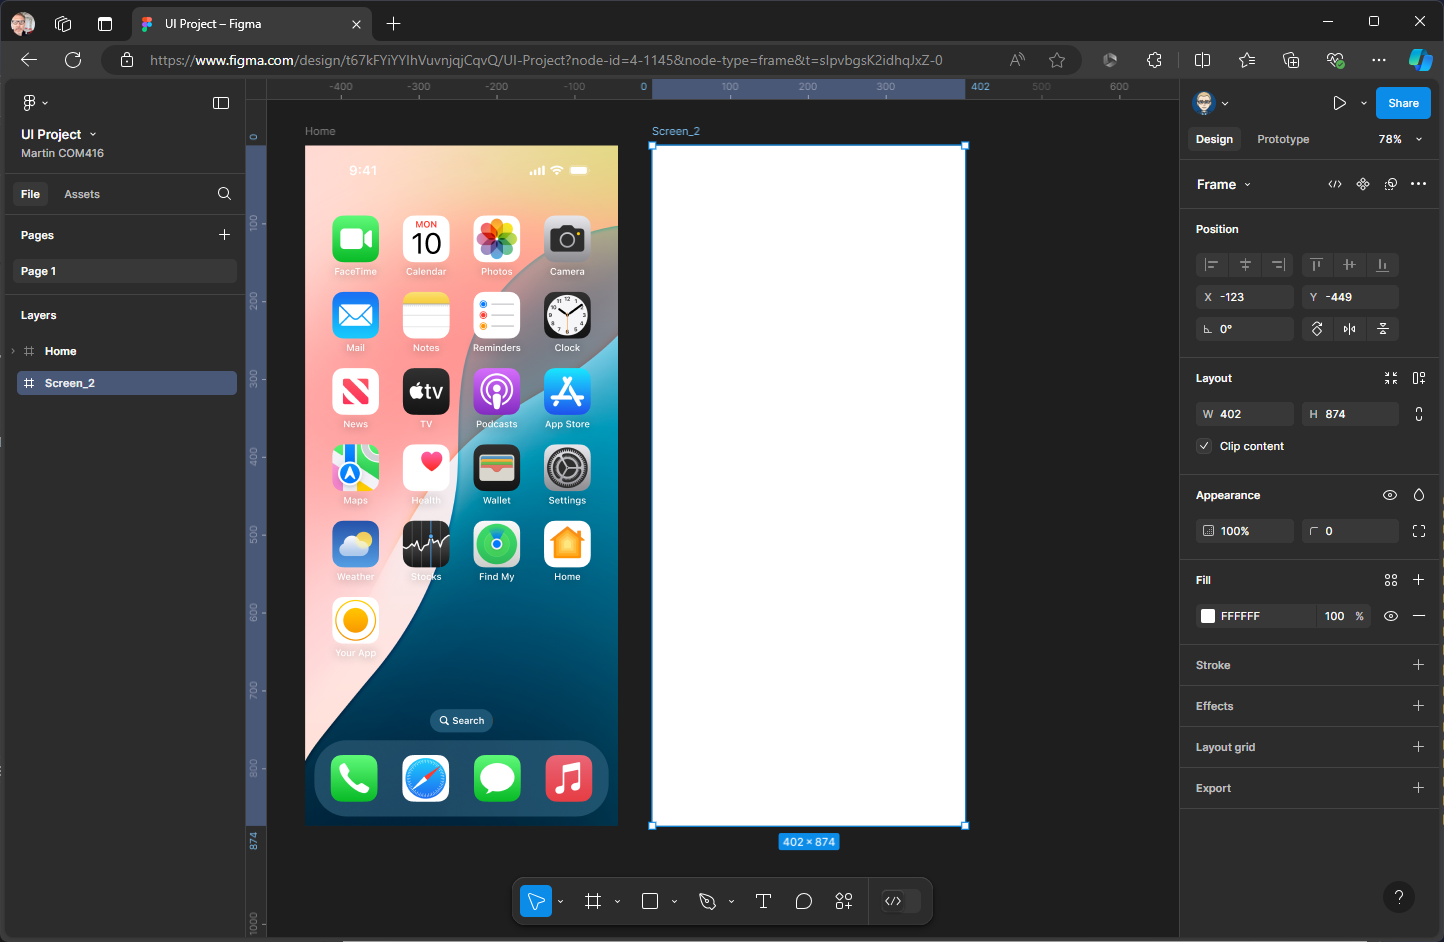 UI Project – Figma
https://www.figma.com/design/t67kFYiYYIhVuvnjqjCqvQ/UI-Project?node-id=4-1145&node-type=frame&t=slpvbgsK2idhqJxZ-0
UI Project
Martin COM416
File
Assets
Pages
Page 1
Layers
Home
Screen_2
-400
-300
-200
-100
0
100
200
300
402
500
600
0
100
200
300
400
500
600
700
800
874
1000
Home
9:41
FaceTime
MON
10
Calendar
Photos
Camera
Mail
Notes
Reminders
12
Clock
News
tv
TV
Podcasts
App Store
Maps
Health
Wallet
Settings
Weather
Stocks
Find My
Home
Your App
Search
Screen_2
402 × 874
Share
Design
Prototype
78%
Frame
Position
X -123
Y -449
0°
Layout
W 402
H 874
Clip content
Appearance
100%
0
Fill
FFFFFF
100 %
Stroke
Effects
Layout grid
Export
T
?